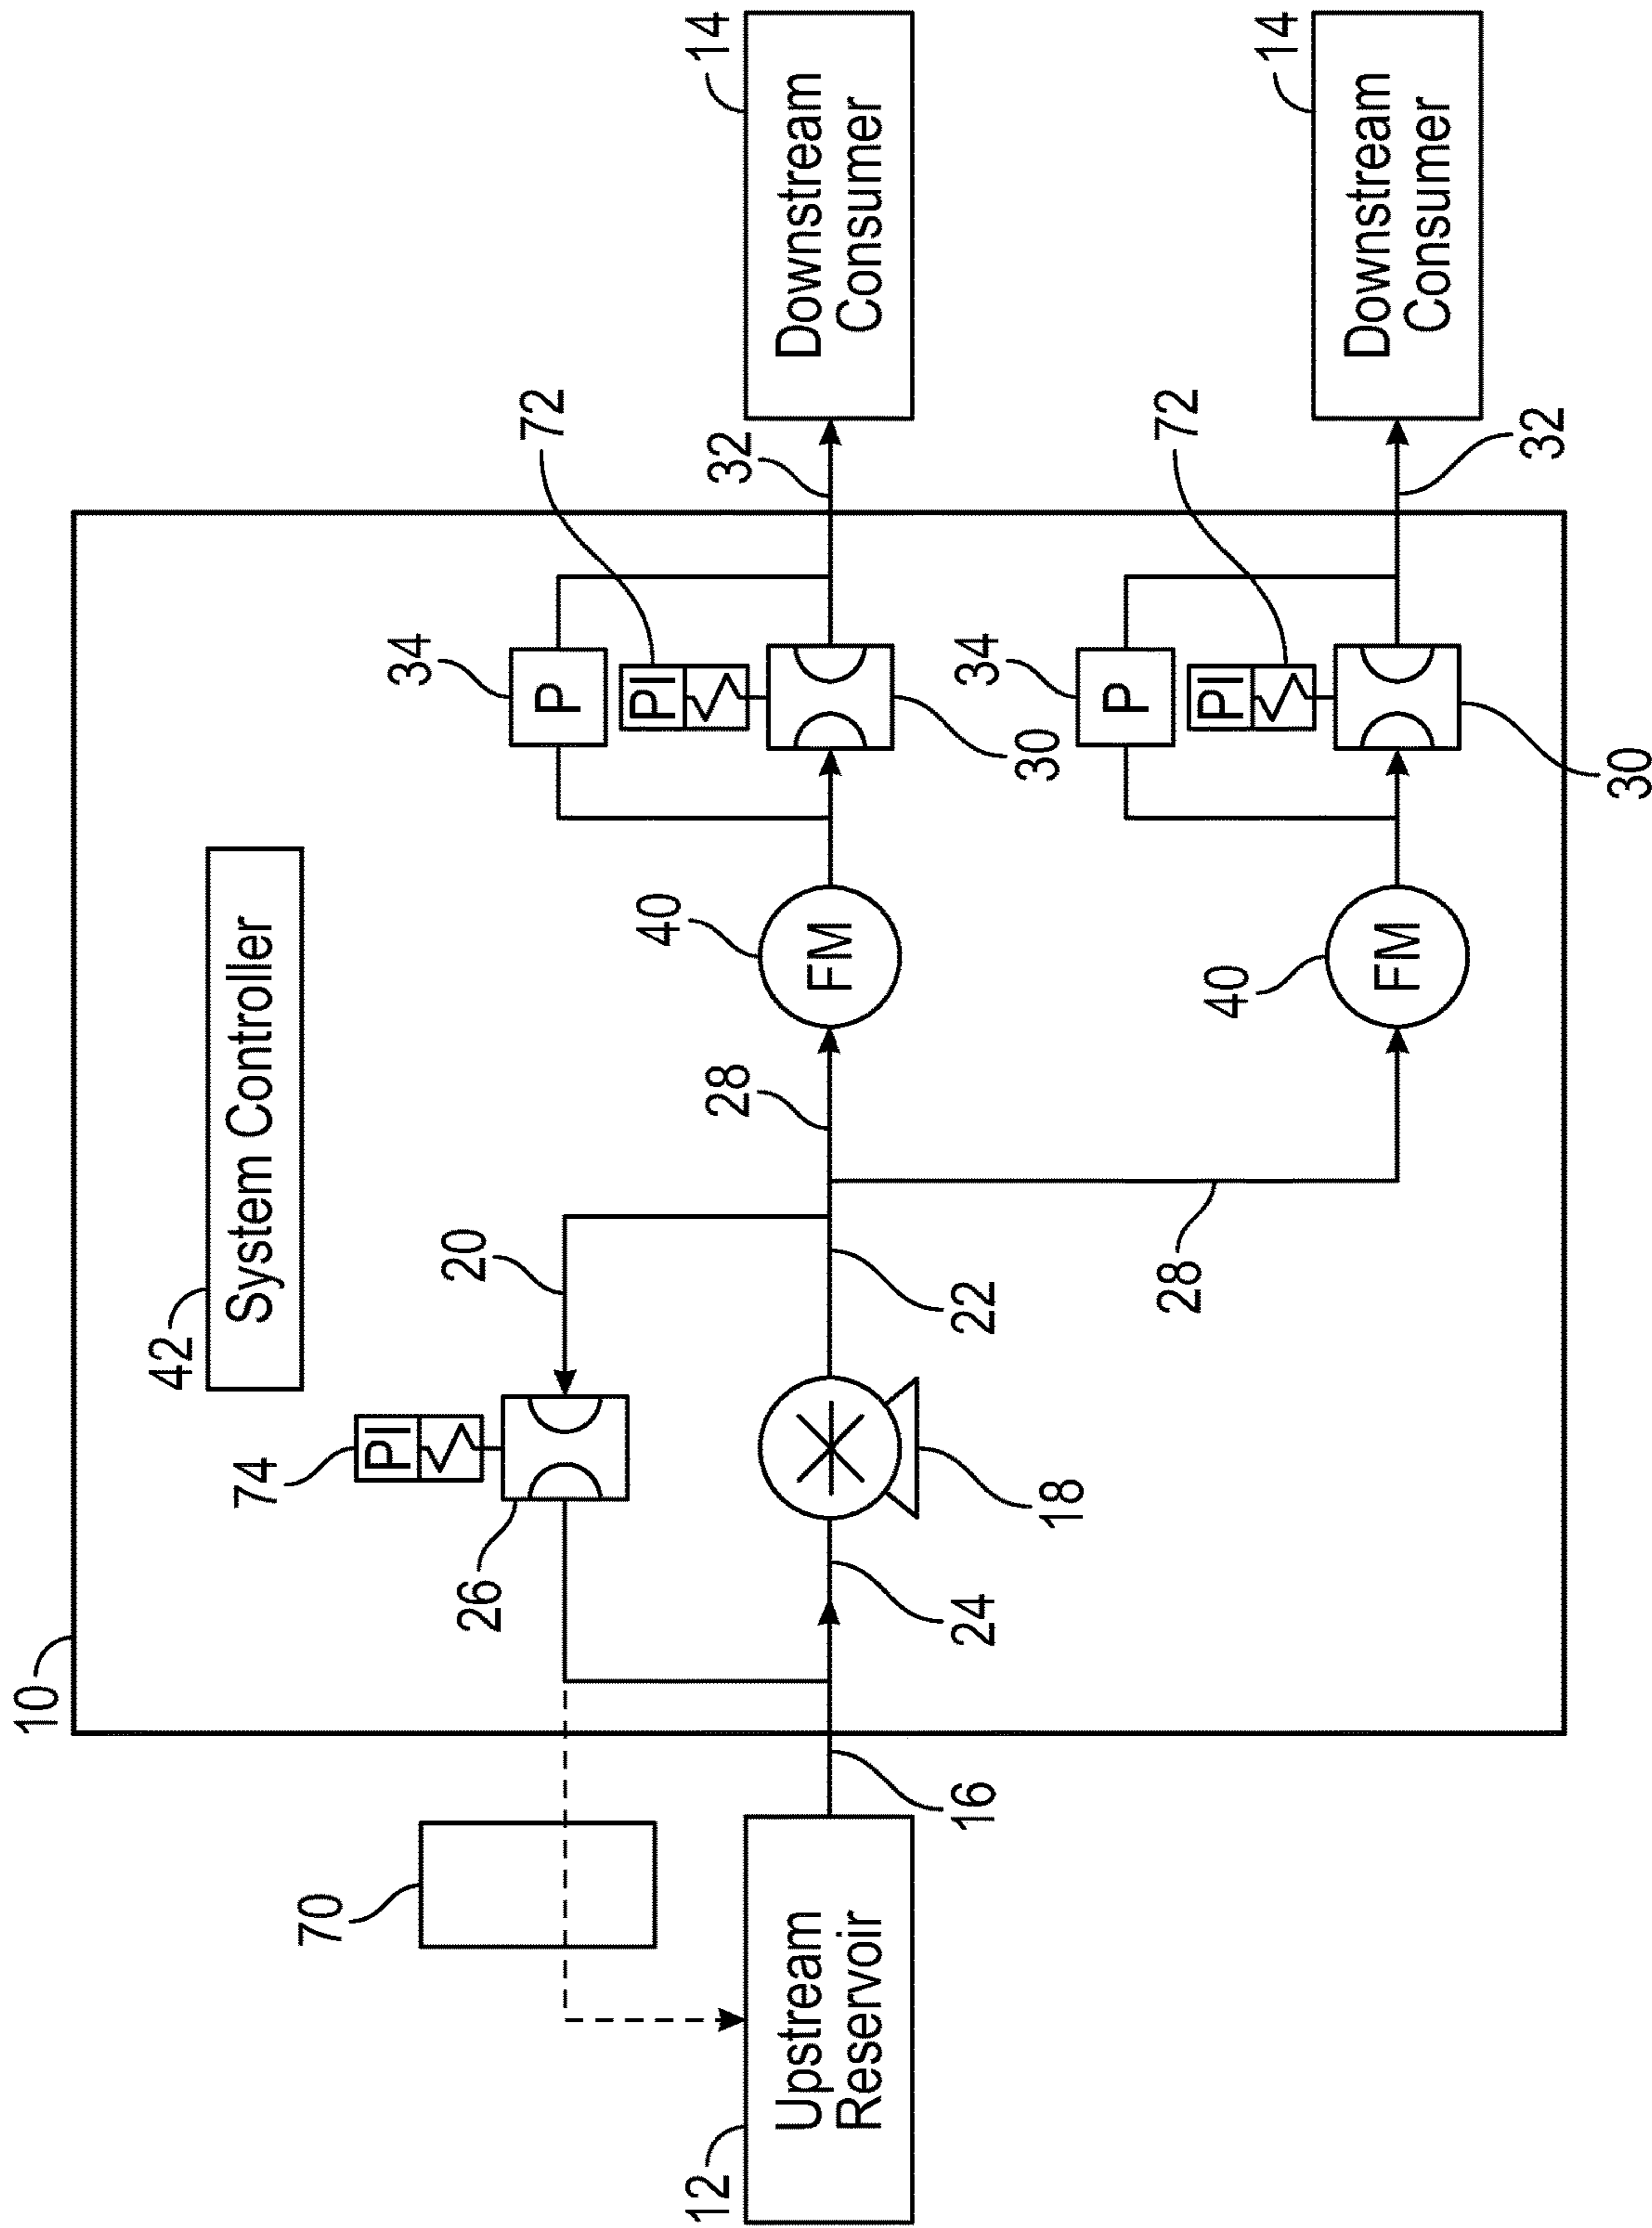 10
42
System Controller
74
PI
26
20
34
P
72
PI
30
14
Downstream
Consumer
32
70
12
Upstream
Reservoir
16
24
18
22
28
40
FM
28
40
FM
34
P
72
PI
30
32
14
Downstream
Consumer